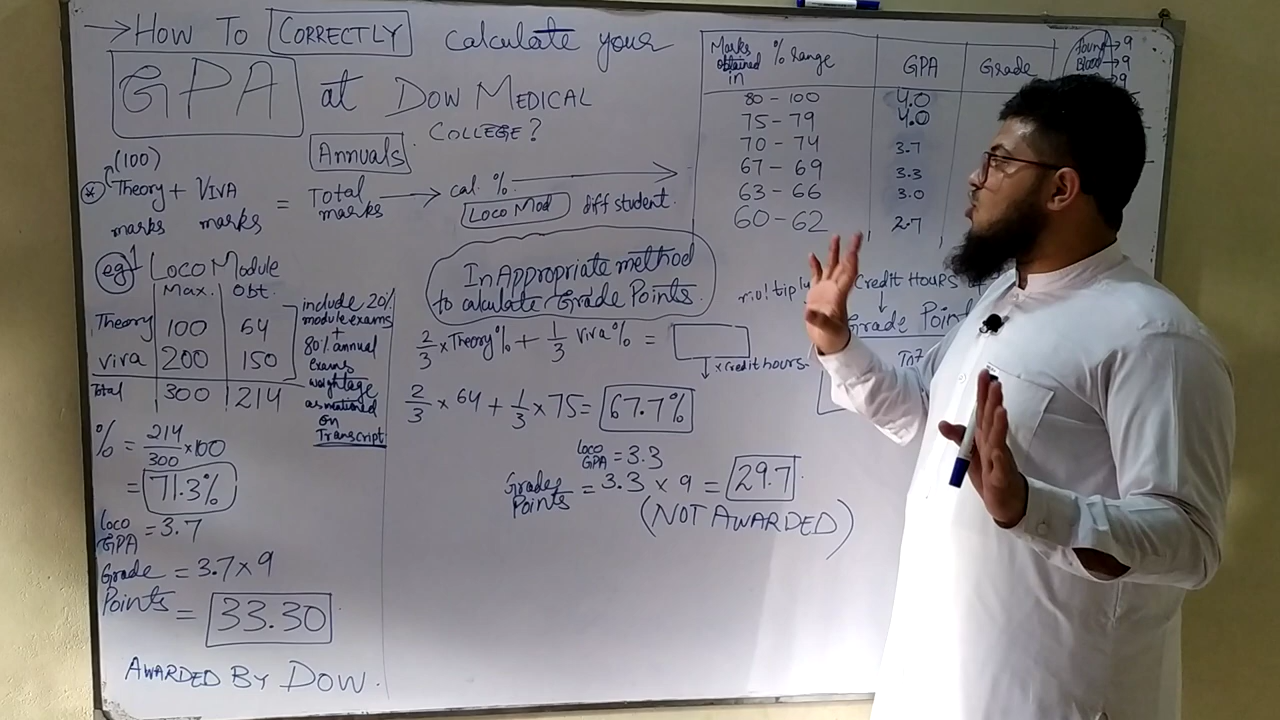 → HOW TO CORRECTLY calculate your
GPA at DOW MEDICAL
COLLEGE?
Annuals
(100)
* Theory + VIVA = Total → cal. % → 
marks marks marks
Loco Mod diff student.
eg Loco Module
Max. Obt.
Theory 100 64
viva 200 150
Total 300 214
include 20%
module exams
+
80% annual
exams
weightage
on
Transcript
% = 214/300 × 100
= 71.3%
Loco GPA = 3.7
Grade = 3.7 × 9
Points = 33.30
AWARDED BY DOW.
InAppropriate method
to calculate Grade Points.
2/3 × Theory% + 1/3 viva% =
↓ × credit hours
2/3 × 64 + 1/3 × 75 = 67.7%
Loco GPA = 3.3
Grade Points = 3.3 × 9 = 29.7
(NOT AWARDED)
Marks obtained in % range GPA Grade
80 - 100 4.0
75 - 79 4.0
70 - 74 3.7
67 - 69 3.3
63 - 66 3.0
60 - 62 2.7
Blood → 9
→ 9
9
multiply Credit Hours
↓
Grade